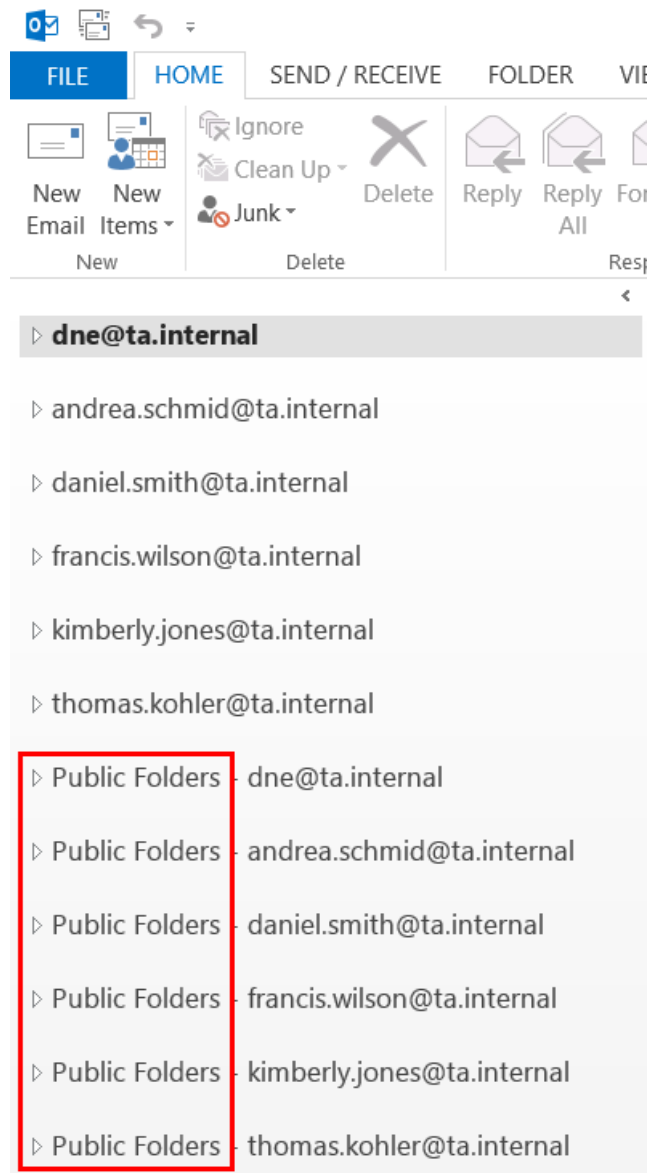 FILE HOME SEND / RECEIVE FOLDER
Ignore
Clean Up
Junk
New Email
New Items
Delete
Reply
Reply All
New
Delete
dne@ta.internal
andrea.schmid@ta.internal
daniel.smith@ta.internal
francis.wilson@ta.internal
kimberly.jones@ta.internal
thomas.kohler@ta.internal
Public Folders - dne@ta.internal
Public Folders - andrea.schmid@ta.internal
Public Folders - daniel.smith@ta.internal
Public Folders - francis.wilson@ta.internal
Public Folders - kimberly.jones@ta.internal
Public Folders - thomas.kohler@ta.internal